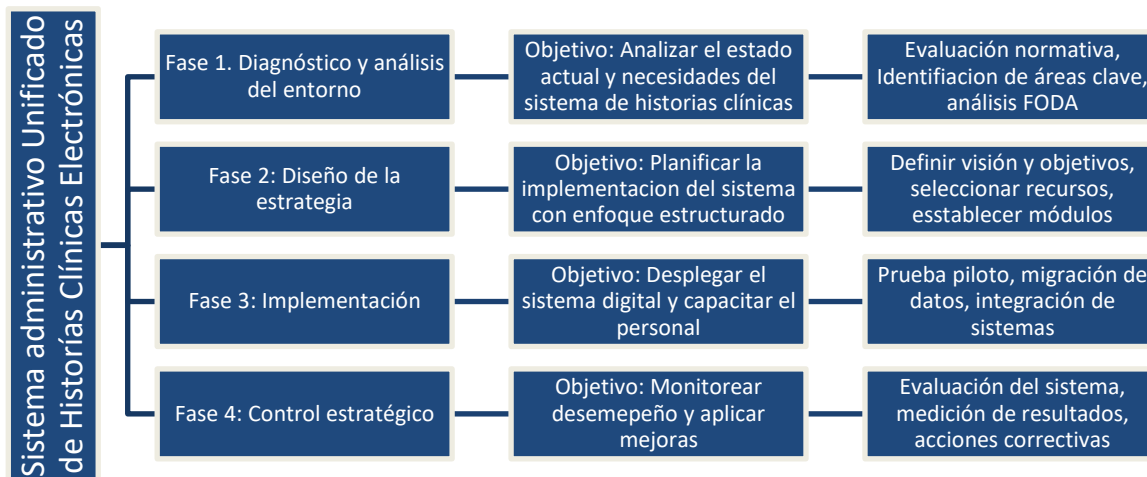 Sistema administrativo Unificado
de Historías Clínicas Electrónicas
Fase 1. Diagnóstico y análisis
del entorno
Objetivo: Analizar el estado
actual y necesidades del
sistema de historias clínicas
Evaluación normativa,
Identifiacion de áreas clave,
análisis FODA
Fase 2: Diseño de la
estrategia
Objetivo: Planificar la
implementacion del sistema
con enfoque estructurado
Definir visión y objetivos,
seleccionar recursos,
esstablecer módulos
Fase 3: Implementación
Objetivo: Desplegar el
sistema digital y capacitar el
personal
Prueba piloto, migración de
datos, integración de
sistemas
Fase 4: Control estratégico
Objetivo: Monitorear
desemepeño y aplicar
mejoras
Evaluación del sistema,
medición de resultados,
acciones correctivas